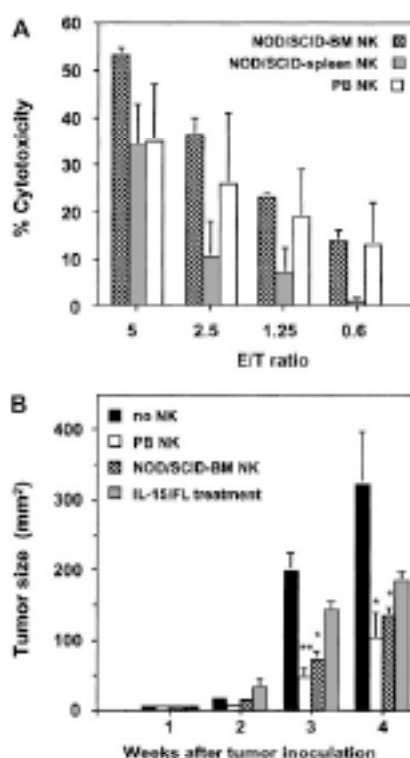 A
NOD/SCID-BM NK
NOD/SCID-spleen NK
PB NK
% Cytotoxicity
60
50
40
30
20
10
0
5 2.5 1.25 0.6
E/T ratio
B
no NK
PB NK
NOD/SCID-BM NK
IL-15/FL treatment
Tumor size (mm²)
400
300
200
100
0
** * * *
1 2 3 4
Weeks after tumor inoculation